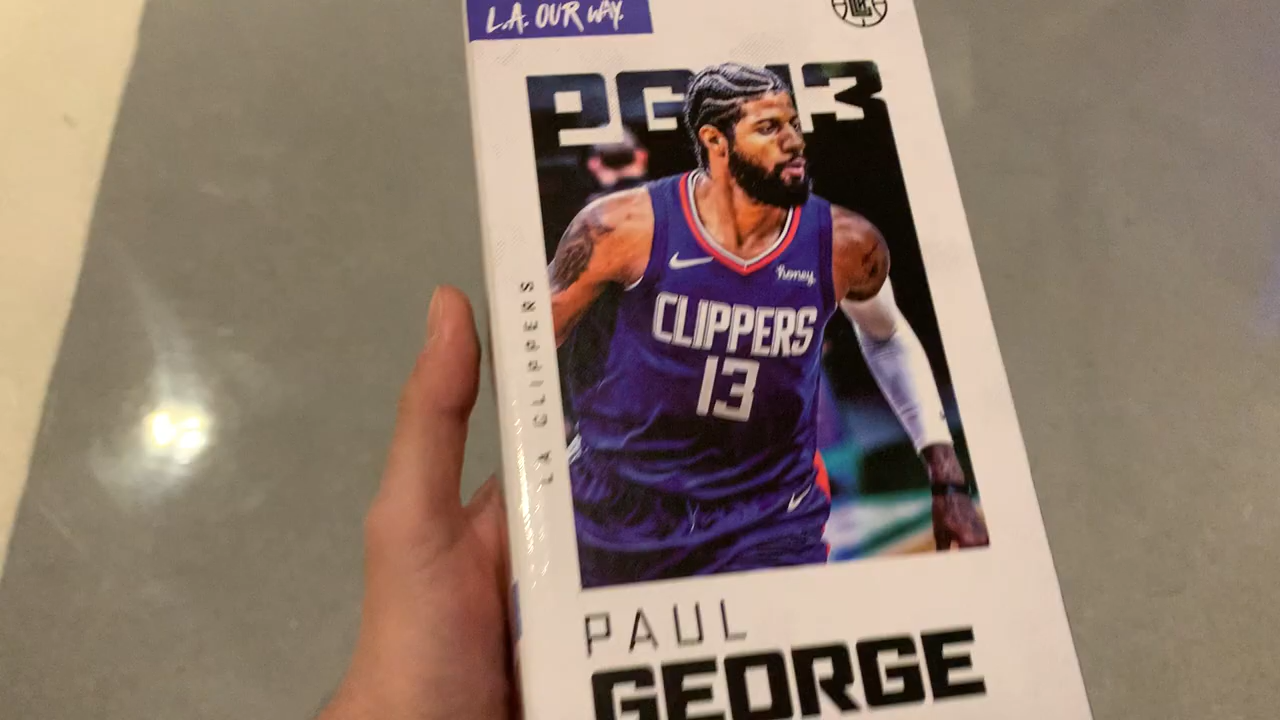 L.A. OUR WAY.
PG 13
honey
CLIPPERS
13
LA CLIPPERS
PAUL
GEORGE